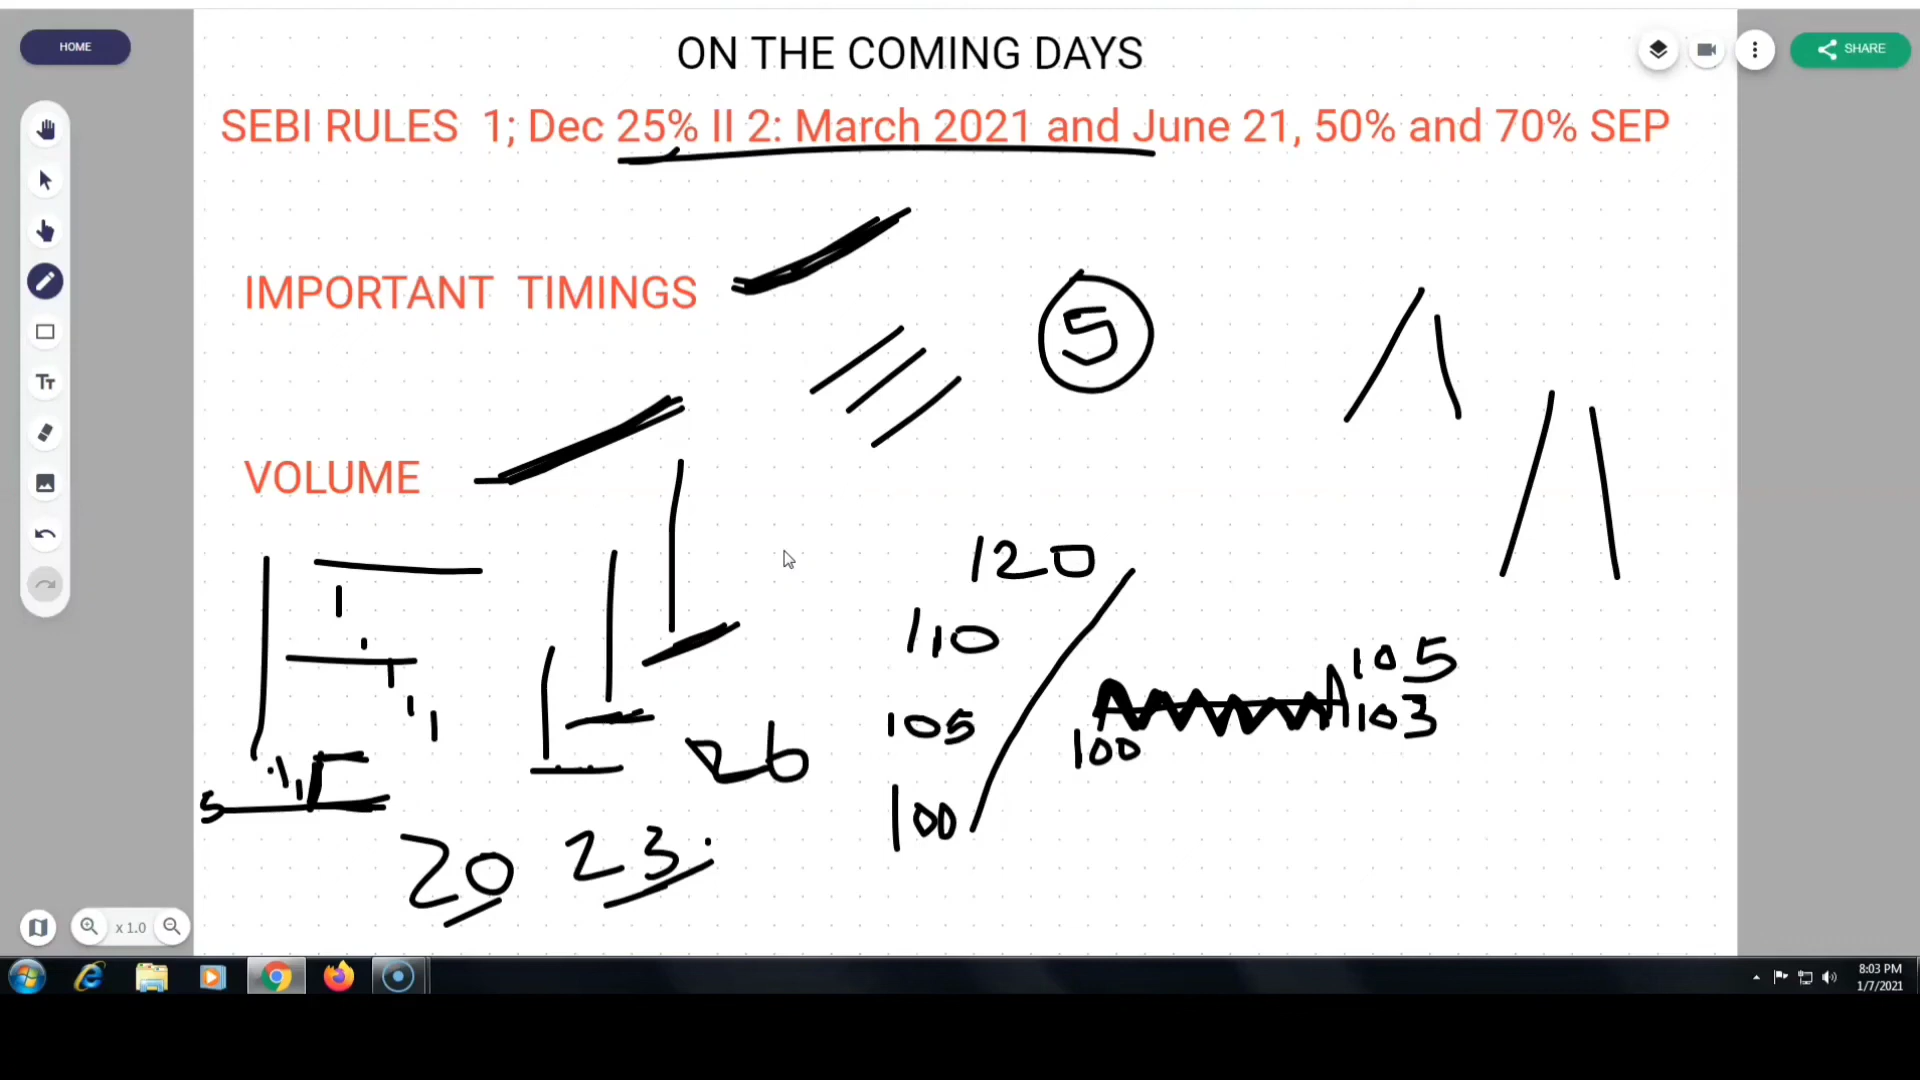 HOME
ON THE COMING DAYS
SHARE
SEBI RULES 1; Dec 25% II 2: March 2021 and June 21, 50% and 70% SEP
IMPORTANT TIMINGS
5
VOLUME
120
110
105
103
105
100
26
100
5
20 23
x 1.0
8:03 PM
1/7/2021